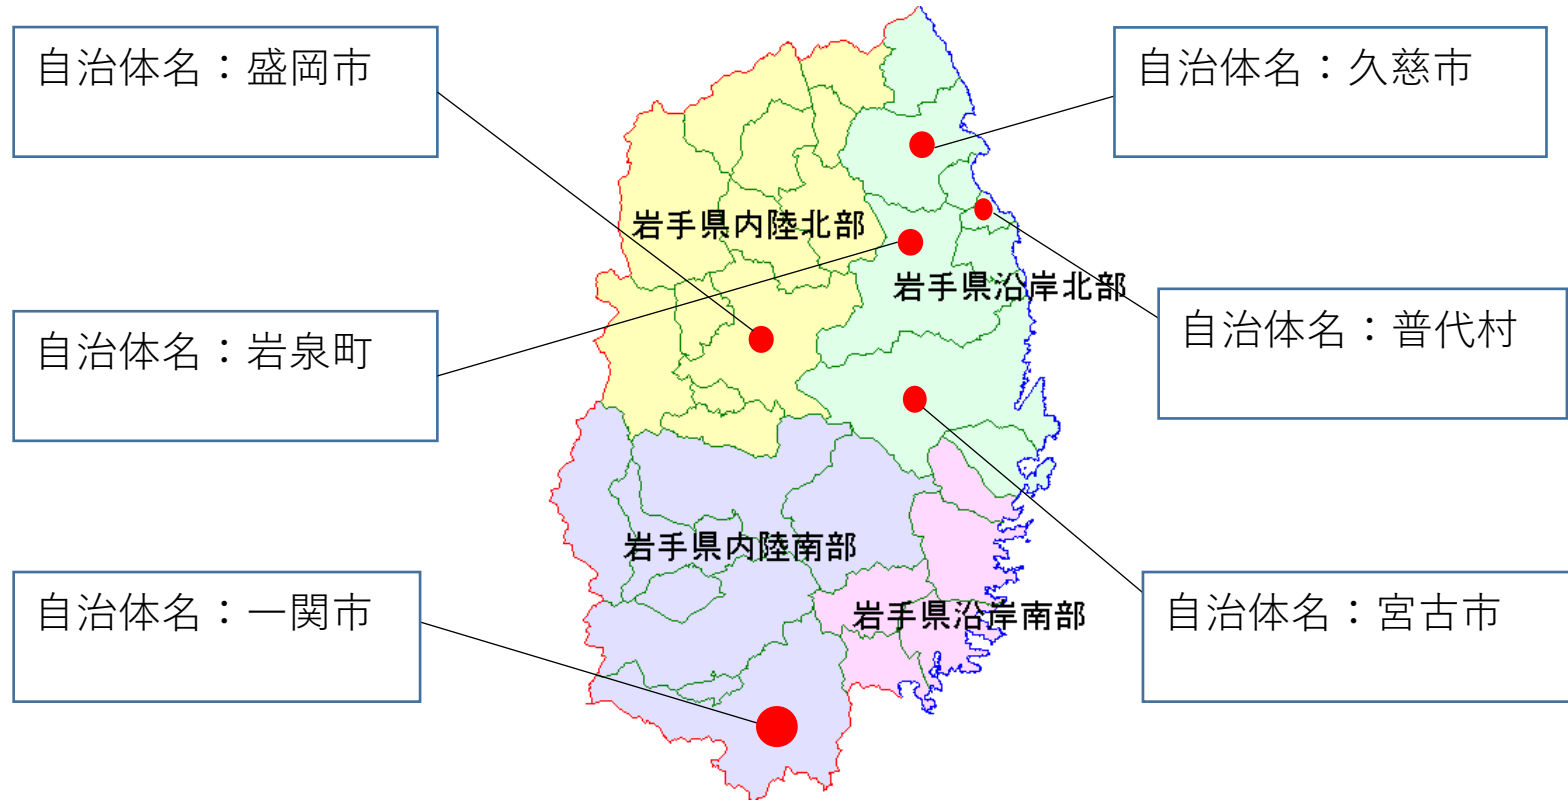 自治体名：盛岡市
自治体名：久慈市
岩手県内陸北部
岩手県沿岸北部
自治体名：岩泉町
自治体名：普代村
岩手県内陸南部
自治体名：一関市
岩手県沿岸南部
自治体名：宮古市